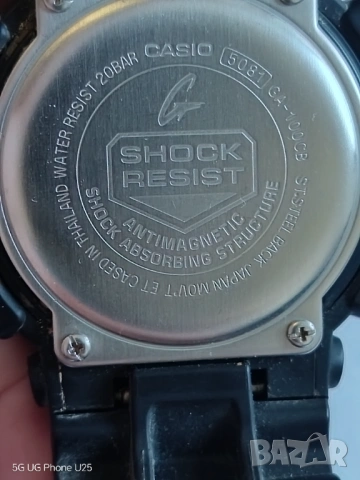 WATER RESIST 20BAR CASIO 5081 GA-100CB ST.STEEL BACK JAPAN MOV'T ET CASED IN THAILAND
G
SHOCK
RESIST
ANTIMAGNETIC
SHOCK ABSORBING STRUCTURE
5G UG Phone U25
BAZAR
bg